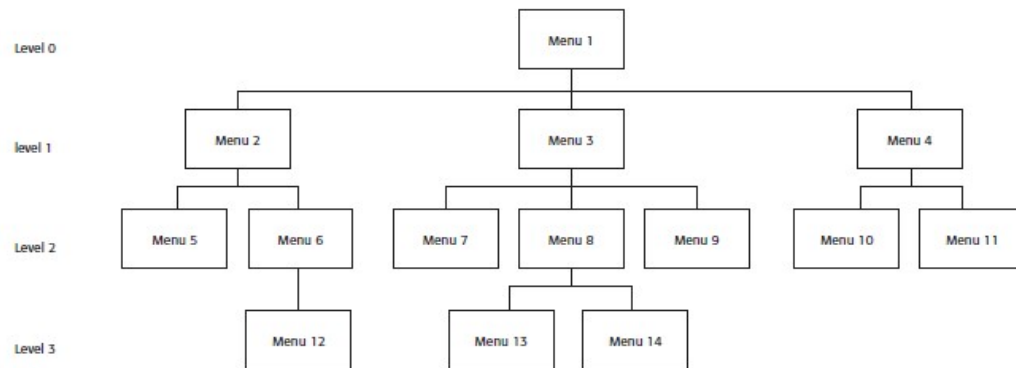 Level 0
Menu 1
level 1
Menu 2
Menu 3
Menu 4
Level 2
Menu 5
Menu 6
Menu 7
Menu 8
Menu 9
Menu 10
Menu 11
Level 3
Menu 12
Menu 13
Menu 14